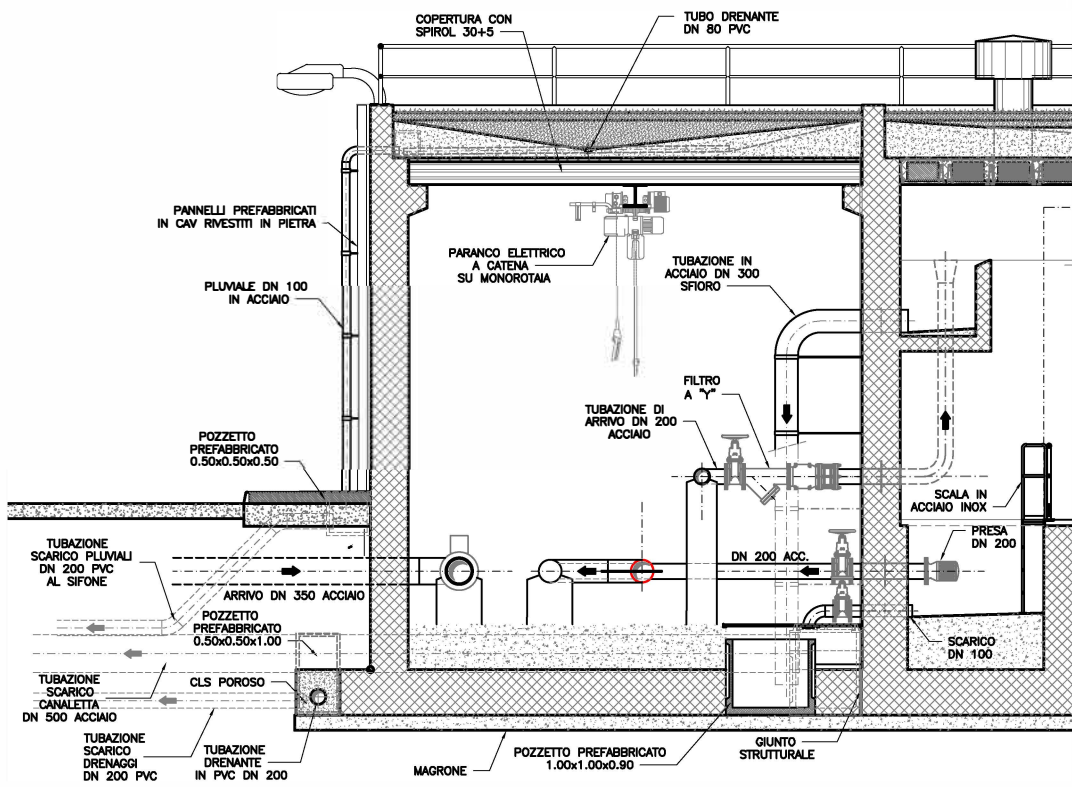 COPERTURA CON
SPIROL 30+5
TUBO DRENANTE
DN 80 PVC
PANNELLI PREFABBRICATI
IN CAV RIVESTITI IN PIETRA
PARANCO ELETTRICO
A CATENA
SU MONOROTAIA
TUBAZIONE IN
ACCIAIO DN 300
SFIORO
PLUVIALE DN 100
IN ACCIAIO
FILTRO
A "Y"
TUBAZIONE DI
ARRIVO DN 200
ACCIAIO
POZZETTO
PREFABBRICATO
0.50x0.50x0.50
SCALA IN
ACCIAIO INOX
PRESA
DN 200
TUBAZIONE
SCARICO PLUVIALI
DN 200 PVC
AL SIFONE
DN 200 ACC.
ARRIVO DN 350 ACCIAIO
POZZETTO
PREFABBRICATO
0.50x0.50x1.00
SCARICO
DN 100
TUBAZIONE
SCARICO
CANALETTA
DN 500 ACCIAIO
CLS POROSO
TUBAZIONE
SCARICO
DRENAGGI
DN 200 PVC
TUBAZIONE
DRENANTE
IN PVC DN 200
MAGRONE
POZZETTO PREFABBRICATO
1.00x1.00x0.90
GIUNTO
STRUTTURALE